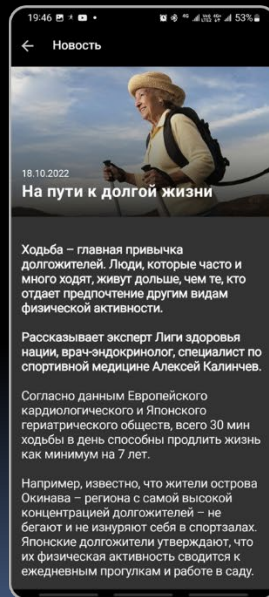 19:46
53%
Новость
18.10.2022
На пути к долгой жизни
Ходьба – главная привычка
долгожителей. Люди, которые часто и
много ходят, живут дольше, чем те, кто
отдает предпочтение другим видам
физической активности.
Рассказывает эксперт Лиги здоровья
нации, врач-эндокринолог, специалист по
спортивной медицине Алексей Калинчев.
Согласно данным Европейского
кардиологического и Японского
гериатрического обществ, всего 30 мин
ходьбы в день способны продлить жизнь
как минимум на 7 лет.
Например, известно, что жители острова
Окинава – региона с самой высокой
концентрацией долгожителей – не
бегают и не изнуряют себя в спортзалах.
Японские долгожители утверждают, что
их физическая активность сводится к
ежедневным прогулкам и работе в саду.